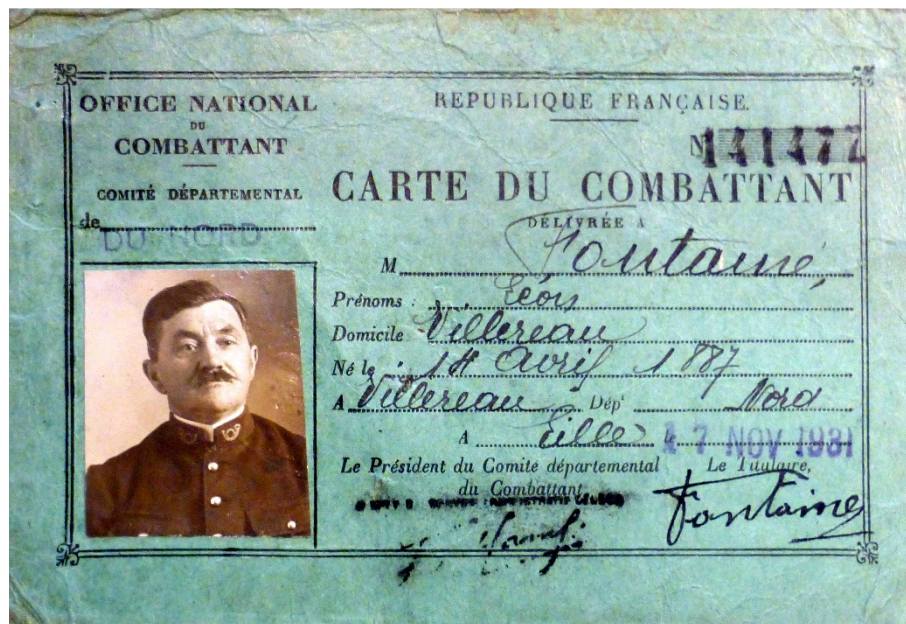 OFFICE NATIONAL
DU
COMBATTANT
COMITÉ DÉPARTEMENTAL
de DU NORD
REPUBLIQUE FRANÇAISE.
N 141477
CARTE DU COMBATTANT
DÉLIVRÉE A
M Fontaine
Prénoms : Léon
Domicile Villereau
Né le 14 Avril 1887
A Villereau Dépt Nord
A Lille le 17 NOV 1931
Le Président du Comité départemental
du Combattant
Le Titulaire,
Fontaine